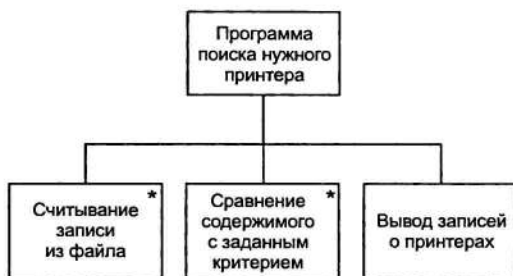 Программа
поиска нужного
принтера
Считывание
записи
из файла
*
Сравнение
содержимого
с заданным
критерием
*
Вывод записей
о принтерах